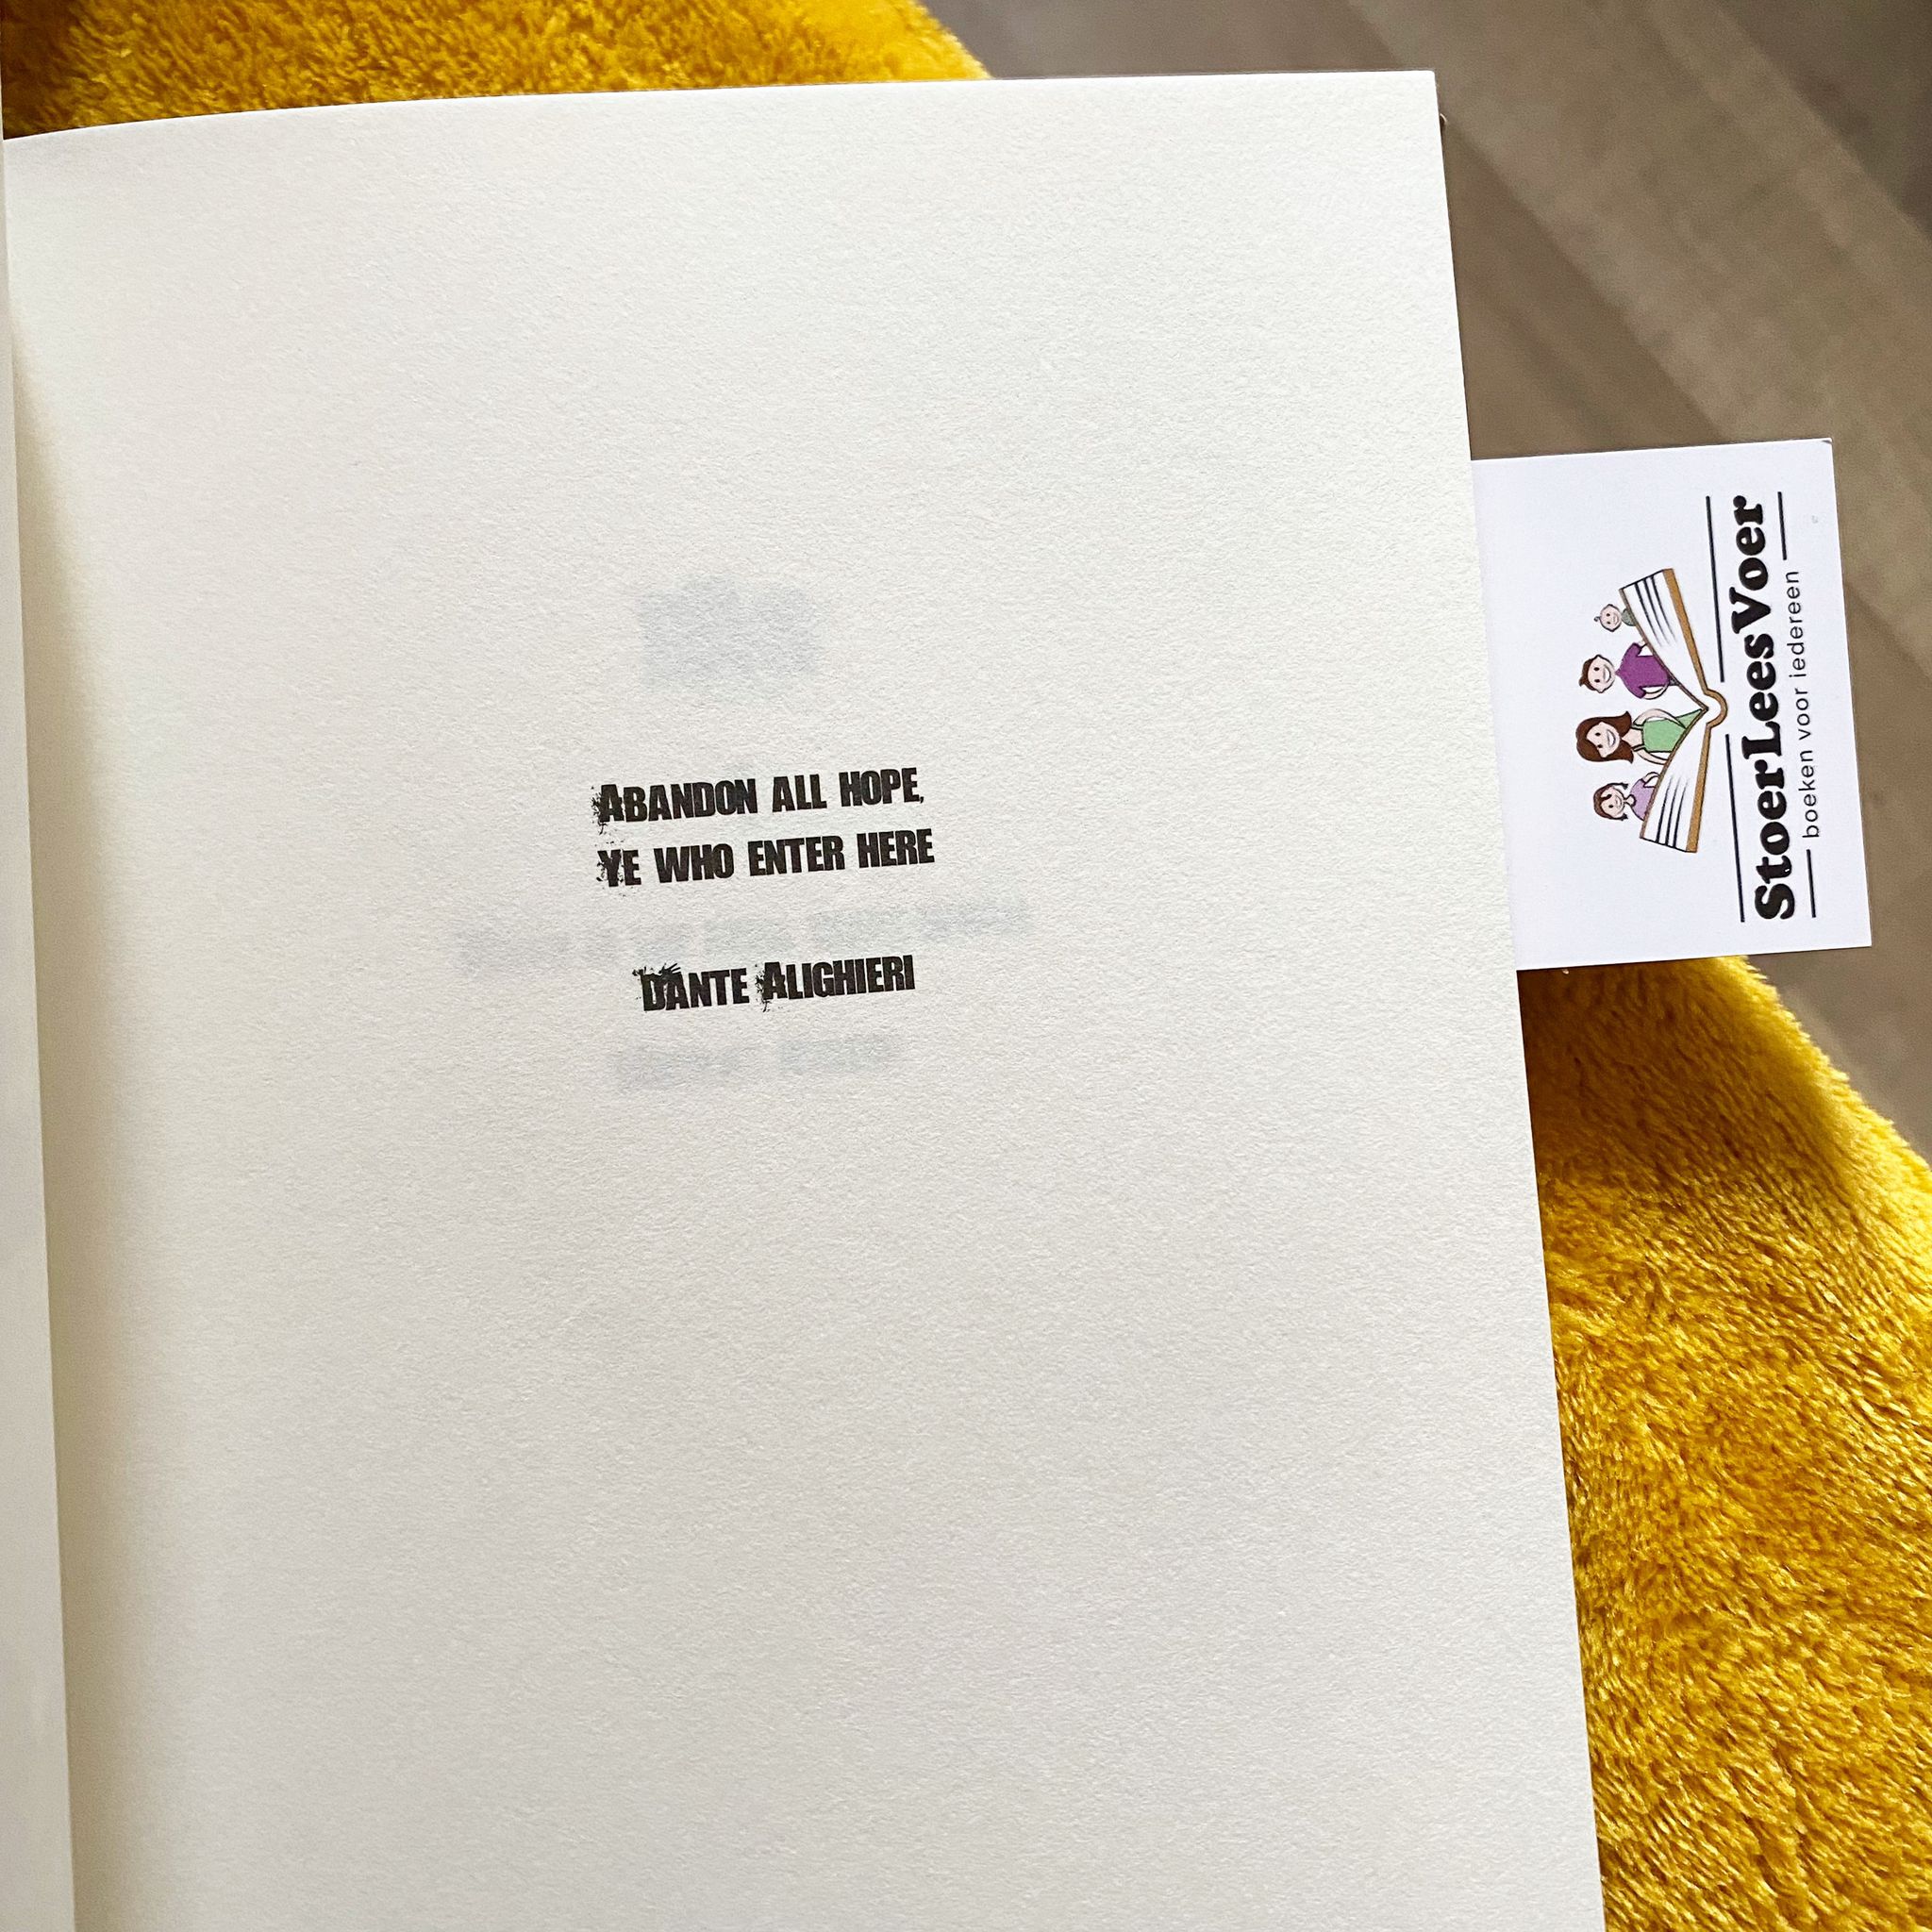 Abandon all hope,
ye who enter here
Dante Alighieri
StoerLeesVoer
boeken voor iedereen